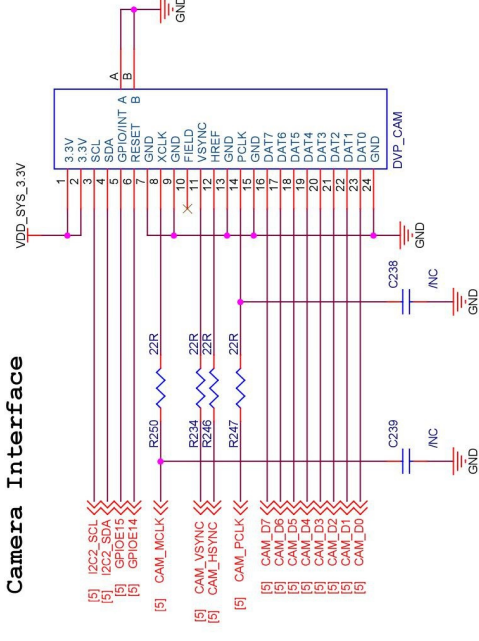 Camera Interface
VDD_SYS_3.3V
GND
A
B
A
B
3.3V
3.3V
SCL
SDA
GPIO/INT
RESET
GND
XCLK
GND
FIELD
VSYNC
HREF
GND
PCLK
GND
DAT7
DAT6
DAT5
DAT4
DAT3
DAT2
DAT1
DAT0
GND
DVP_CAM
1
2
3
4
5
6
7
8
9
10
11
12
13
14
15
16
17
18
19
20
21
22
23
24
GND
C238
/NC
GND
22R
22R
22R
22R
R250
R234
R246
R247
C239
/NC
GND
[5] I2C2_SCL
[5] I2C2_SDA
[5] GPIOE15
[5] GPIOE14
[5] CAM_MCLK
[5] CAM_VSYNC
[5] CAM_HSYNC
[5] CAM_PCLK
[5] CAM_D7
[5] CAM_D6
[5] CAM_D5
[5] CAM_D4
[5] CAM_D3
[5] CAM_D2
[5] CAM_D1
[5] CAM_D0